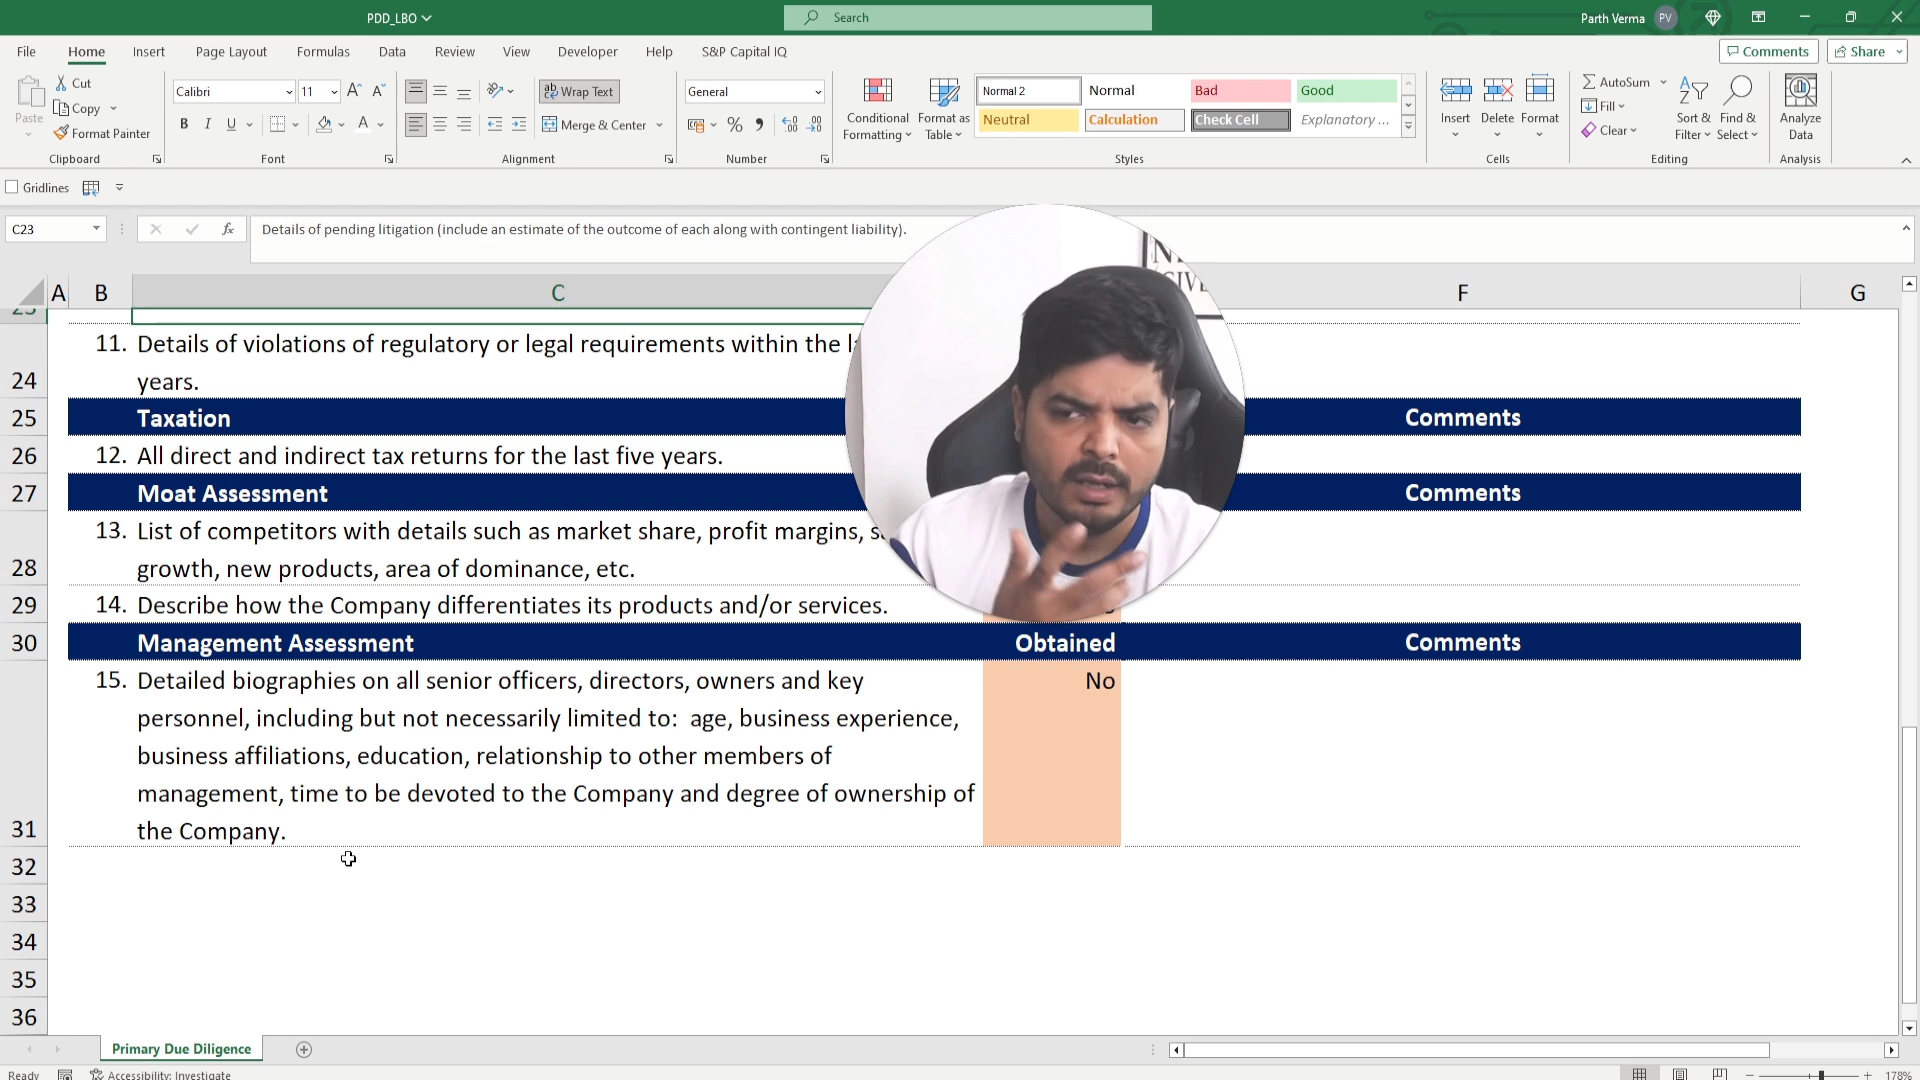 PDD_LBO
Search
Parth Verma
PV
File
Home
Insert
Page Layout
Formulas
Data
Review
View
Developer
Help
S&P Capital IQ
Comments
Share
Paste
Cut
Copy
Format Painter
Clipboard
Calibri
11
B
I
U
Font
Wrap Text
Merge & Center
Alignment
General
Number
Conditional
Formatting
Format as
Table
Normal 2
Normal
Bad
Good
Neutral
Calculation
Check Cell
Explanatory ...
Styles
Insert
Delete
Format
Cells
AutoSum
Fill
Clear
Sort &
Filter
Find &
Select
Editing
Analyze
Data
Analysis
Gridlines
C23
fx
Details of pending litigation (include an estimate of the outcome of each along with contingent liability).
A B C F G
11. Details of violations of regulatory or legal requirements within the
24 years.
25 Taxation Comments
26 12. All direct and indirect tax returns for the last five years.
27 Moat Assessment Comments
13. List of competitors with details such as market share, profit margins,
28 growth, new products, area of dominance, etc.
29 14. Describe how the Company differentiates its products and/or services.
30 Management Assessment Obtained Comments
15. Detailed biographies on all senior officers, directors, owners and key No
personnel, including but not necessarily limited to: age, business experience,
business affiliations, education, relationship to other members of
management, time to be devoted to the Company and degree of ownership of
31 the Company.
32
33
34
35
36
Primary Due Diligence
Ready
Accessibility: Investigate
178%